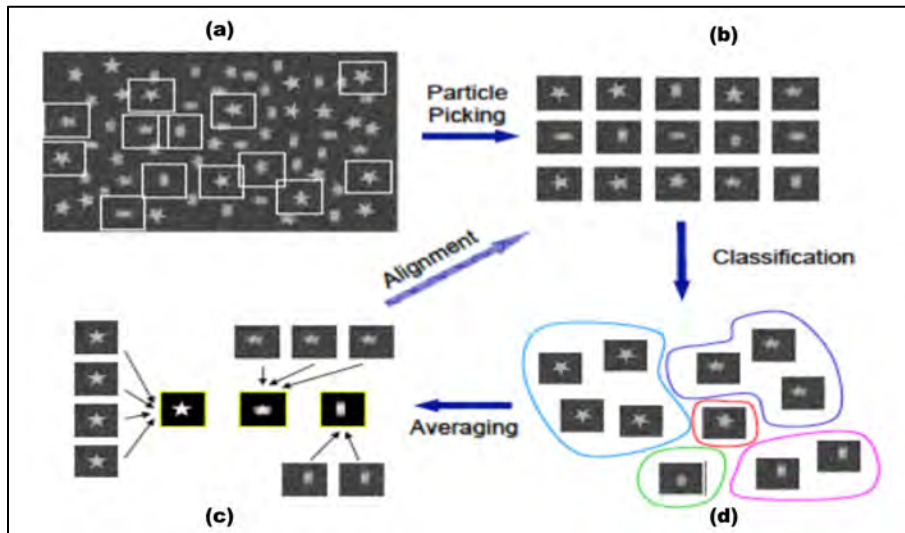 (a)
(b)
Particle
Picking
Alignment
Classification
Averaging
(c)
(d)